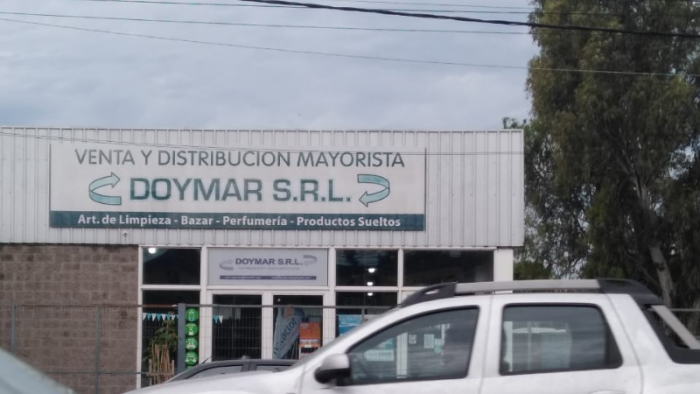 VENTA Y DISTRIBUCION MAYORISTA
DOYMAR S.R.L.
Art. de Limpieza - Bazar - Perfumería - Productos Sueltos
DOYMAR S.R.L.